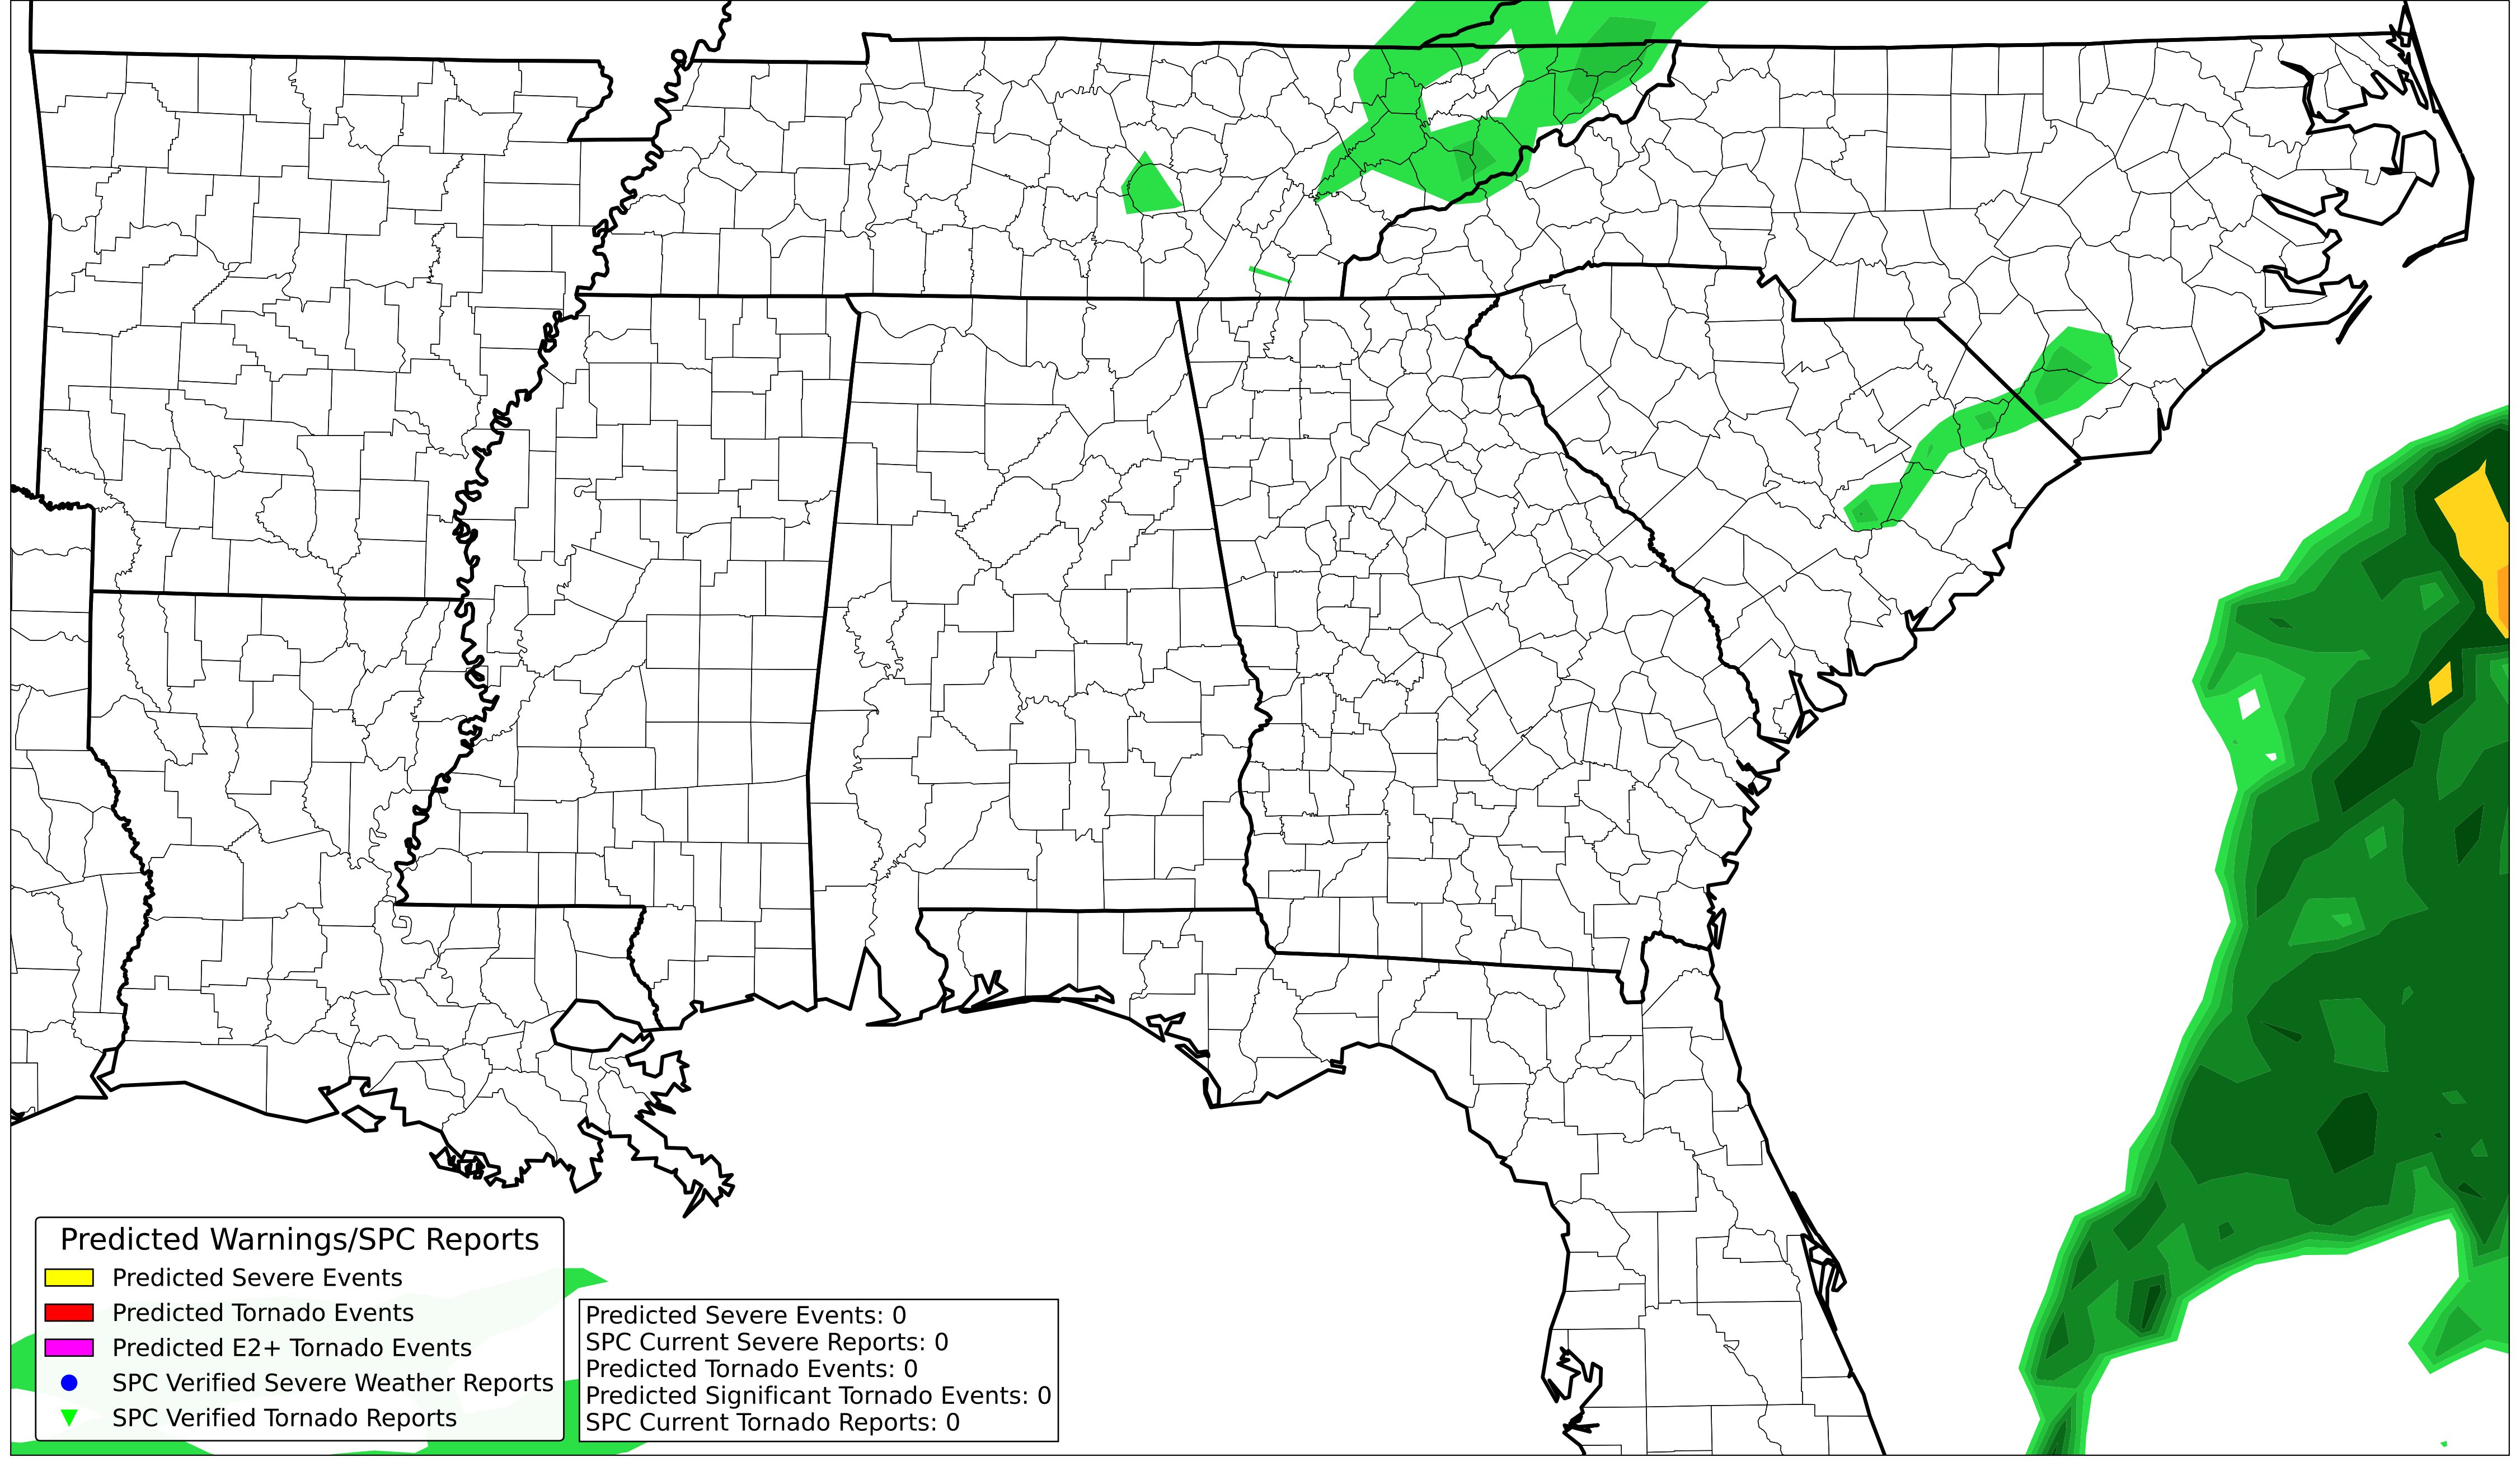 Predicted Warnings/SPC Reports
Predicted Severe Events
Predicted Tornado Events
Predicted E2+ Tornado Events
SPC Verified Severe Weather Reports
SPC Verified Tornado Reports
Predicted Severe Events: 0
SPC Current Severe Reports: 0
Predicted Tornado Events: 0
Predicted Significant Tornado Events: 0
SPC Current Tornado Reports: 0